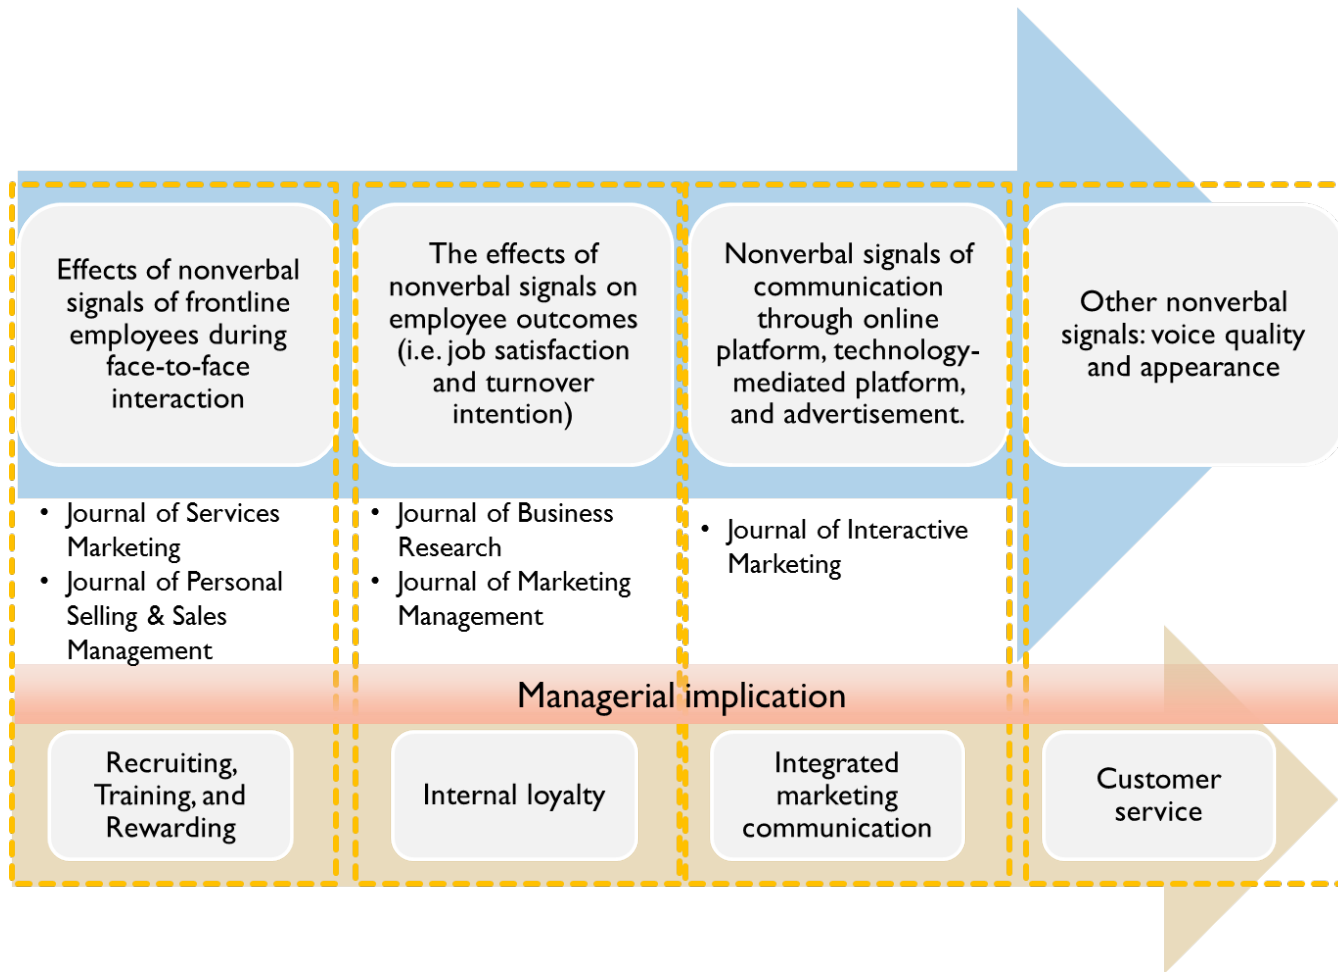 Effects of nonverbal
signals of frontline
employees during
face-to-face
interaction
The effects of
nonverbal signals on
employee outcomes
(i.e. job satisfaction
and turnover
intention)
Nonverbal signals of
communication
through online
platform, technology-
mediated platform,
and advertisement.
Other nonverbal
signals: voice quality
and appearance
• Journal of Services
Marketing
• Journal of Personal
Selling & Sales
Management
• Journal of Business
Research
• Journal of Marketing
Management
• Journal of Interactive
Marketing
Managerial implication
Recruiting,
Training, and
Rewarding
Internal loyalty
Integrated
marketing
communication
Customer
service